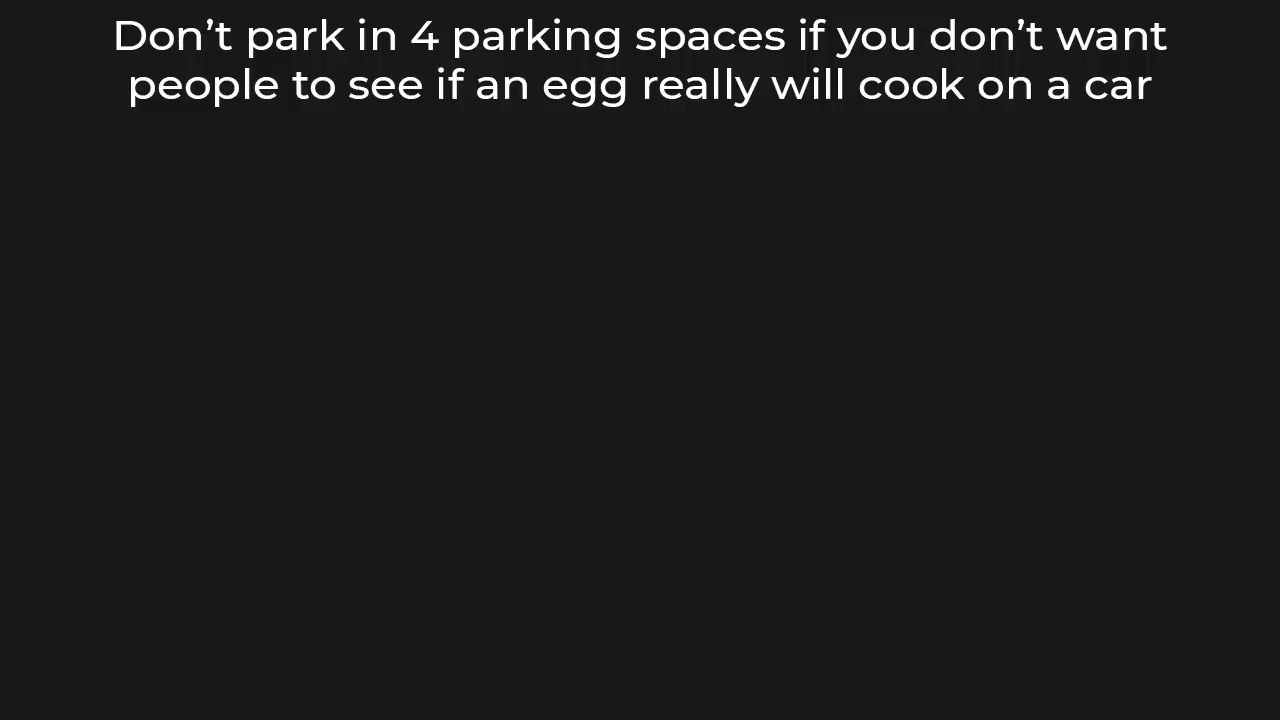 Don’t park in 4 parking spaces if you don’t want
people to see if an egg really will cook on a car